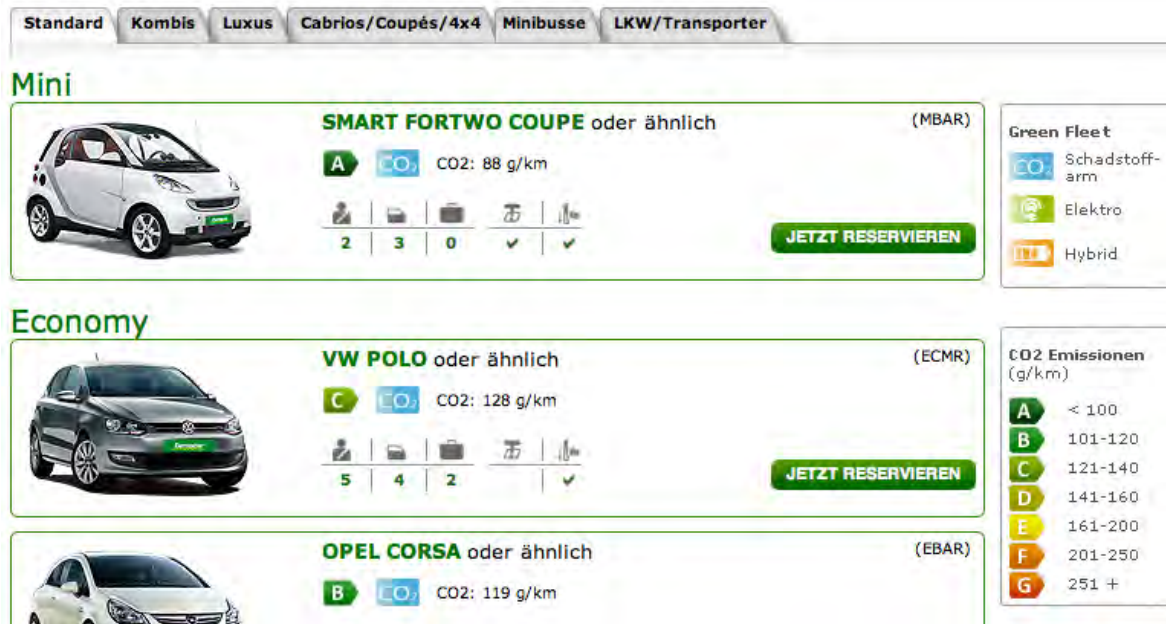 Standard
Kombis
Luxus
Cabrios/Coupés/4x4
Minibusse
LKW/Transporter
Mini
SMART FORTWO COUPE oder ähnlich
(MBAR)
A CO2 CO2: 88 g/km
2 3 0
JETZT RESERVIEREN
Green Fleet
CO2 Schadstoff-
arm
Elektro
Hybrid
Economy
VW POLO oder ähnlich
(ECMR)
C CO2 CO2: 128 g/km
5 4 2
JETZT RESERVIEREN
OPEL CORSA oder ähnlich
(EBAR)
B CO2 CO2: 119 g/km
CO2 Emissionen
(g/km)
A < 100
B 101-120
C 121-140
D 141-160
E 161-200
F 201-250
G 251 +